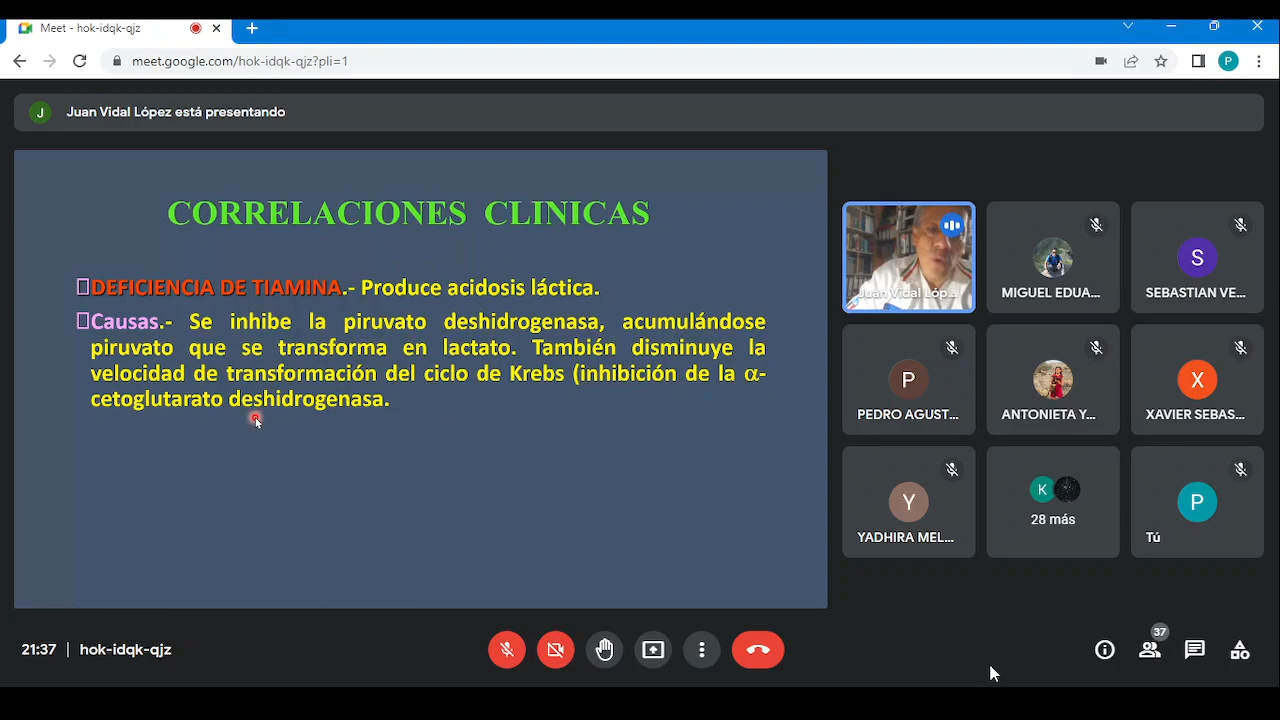 Meet - hok-idqk-qjz
meet.google.com/hok-idqk-qjz?pli=1
P
J
Juan Vidal López está presentando
CORRELACIONES CLINICAS
DEFICIENCIA DE TIAMINA.- Produce acidosis láctica.
Causas.- Se inhibe la piruvato deshidrogenasa, acumulándose
piruvato que se transforma en lactato. También disminuye la
velocidad de transformación del ciclo de Krebs (inhibición de la α-
cetoglutarato deshidrogenasa.
Juan Vidal Lóp...
MIGUEL EDUA...
S
SEBASTIAN VE...
P
PEDRO AGUST...
ANTONIETA Y...
X
XAVIER SEBAS...
Y
YADHIRA MEL...
K
28 más
P
Tú
21:37 | hok-idqk-qjz
37